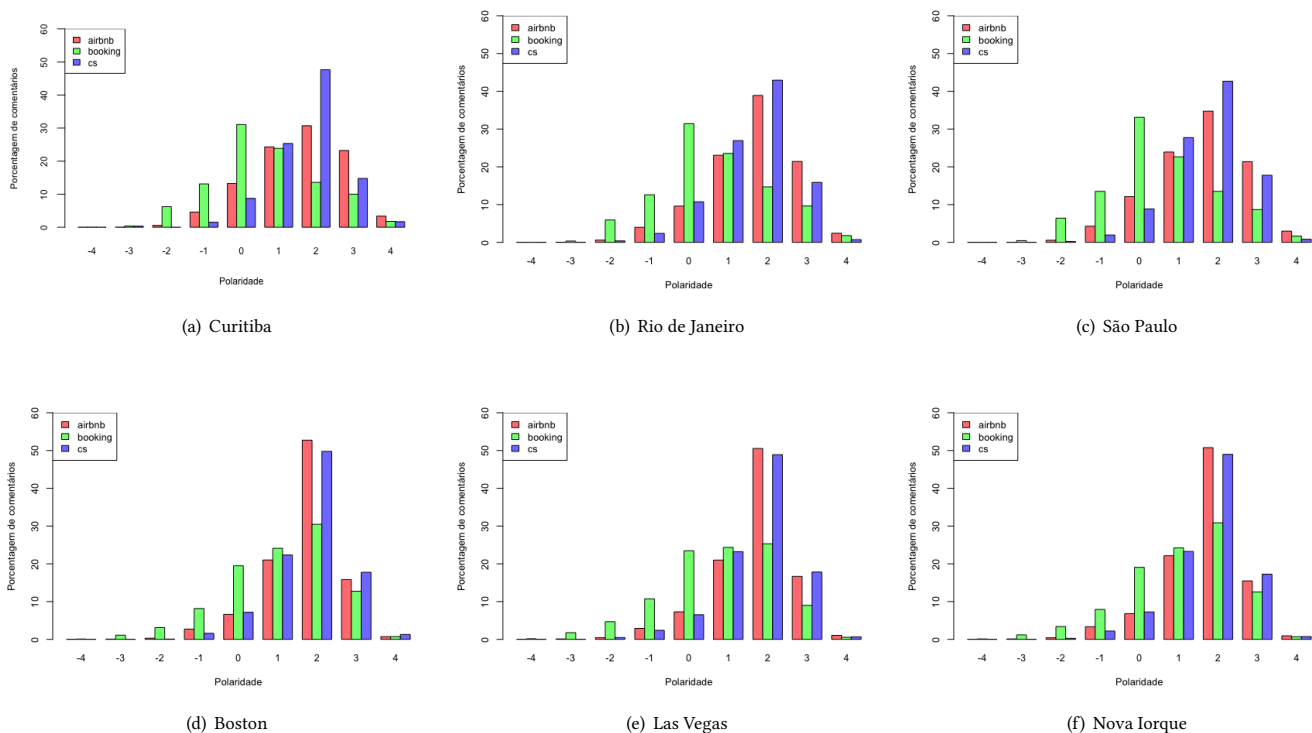 60
50
40
30
20
10
0
Porcentagem de comentários
airbnb
booking
cs
-4 -3 -2 -1 0 1 2 3 4
Polaridade
(a) Curitiba
60
50
40
30
20
10
0
Porcentagem de comentários
airbnb
booking
cs
-4 -3 -2 -1 0 1 2 3 4
Polaridade
(b) Rio de Janeiro
60
50
40
30
20
10
0
Porcentagem de comentários
airbnb
booking
cs
-4 -3 -2 -1 0 1 2 3 4
Polaridade
(c) São Paulo
60
50
40
30
20
10
0
Porcentagem de comentários
airbnb
booking
cs
-4 -3 -2 -1 0 1 2 3 4
Polaridade
(d) Boston
60
50
40
30
20
10
0
Porcentagem de comentários
airbnb
booking
cs
-4 -3 -2 -1 0 1 2 3 4
Polaridade
(e) Las Vegas
60
50
40
30
20
10
0
Porcentagem de comentários
airbnb
booking
cs
-4 -3 -2 -1 0 1 2 3 4
Polaridade
(f) Nova Iorque